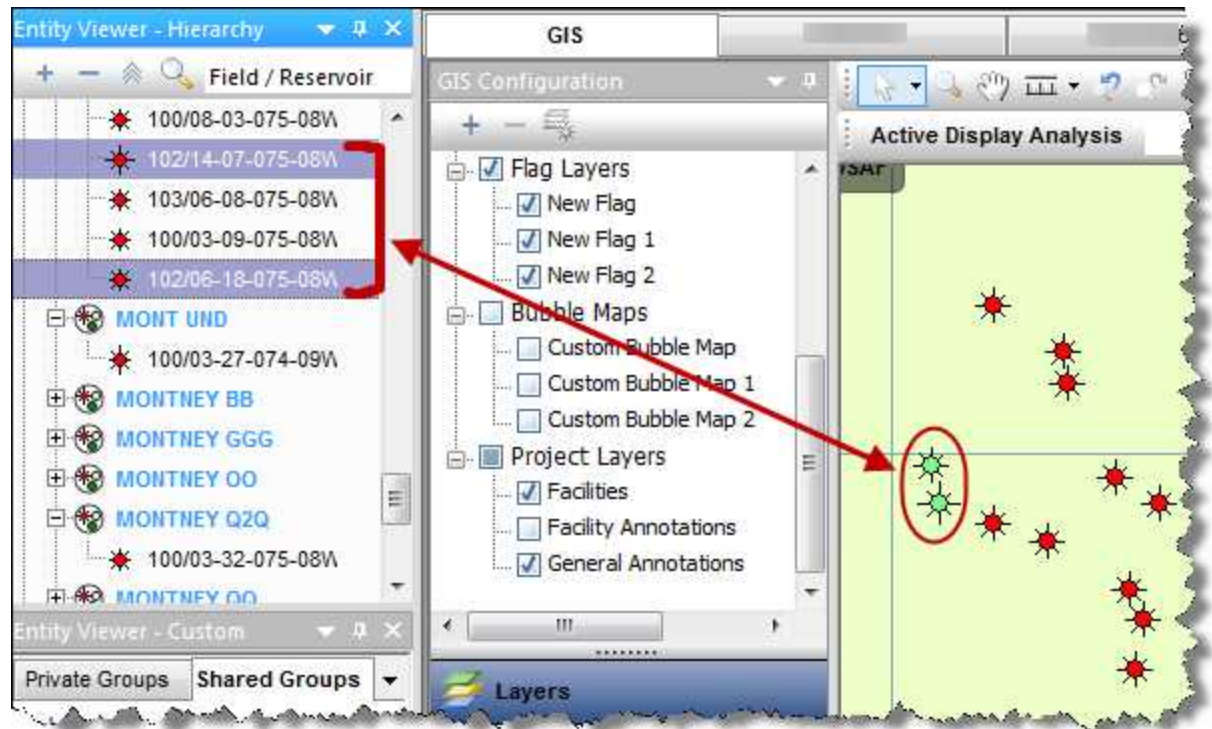 Entity Viewer - Hierarchy
Field / Reservoir
100/08-03-075-08W
102/14-07-075-08W
103/06-08-075-08W
100/03-09-075-08W
102/06-18-075-08W
MONT UND
100/03-27-074-09W
MONTNEY BB
MONTNEY GGG
MONTNEY OO
MONTNEY Q2Q
100/03-32-075-08W
MONTNEY QQ
Entity Viewer - Custom
Private Groups
Shared Groups
GIS
GIS Configuration
Flag Layers
New Flag
New Flag 1
New Flag 2
Bubble Maps
Custom Bubble Map
Custom Bubble Map 1
Custom Bubble Map 2
Project Layers
Facilities
Facility Annotations
General Annotations
Layers
Active Display Analysis